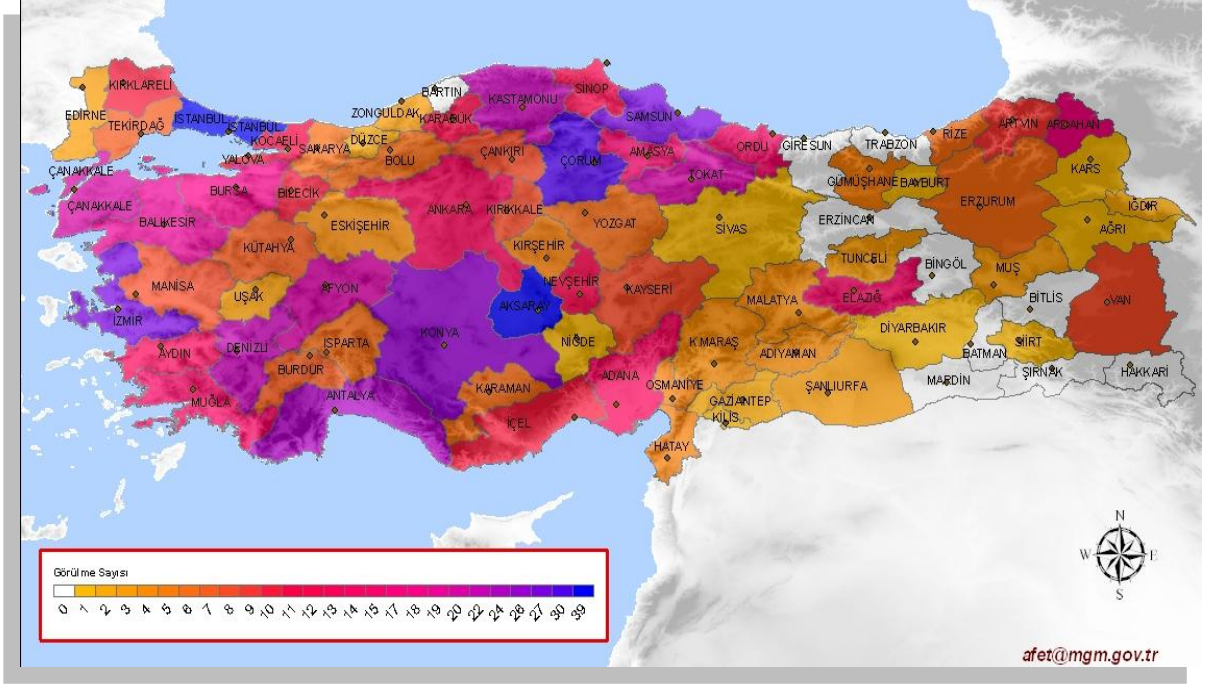 BARTIN
KASTAMONU
SİNOP
KIRKLARELİ
EDİRNE
TEKİRDAĞ
İSTANBUL
İSTANBUL
ZONGULDAK
KARABÜK
SAMSUN
KOCAELİ
DÜZCE
YALOVA
SAKARYA
BOLU
ÇANKIRI
ÇORUM
AMASYA
ORDU
GİRESUN
TRABZON
RİZE
ARTVİN
ARDAHAN
ÇANAKKALE
ÇANAKKALE
BURSA
BİLECİK
TOKAT
GÜMÜŞHANE
BAYBURT
KARS
BALIKESİR
ESKİŞEHİR
ANKARA
KIRIKKALE
YOZGAT
SİVAS
ERZİNCAN
ERZURUM
IĞDIR
AĞRI
KÜTAHYA
KIRŞEHİR
TUNCELİ
BİNGÖL
MUŞ
MANİSA
UŞAK
AFYON
AKSARAY
NEVŞEHİR
KAYSERİ
MALATYA
ELAZIĞ
BİTLİS
VAN
İZMİR
KONYA
NİĞDE
DİYARBAKIR
SİİRT
AYDIN
DENİZLİ
ISPARTA
BURDUR
K.MARAŞ
ADIYAMAN
BATMAN
ŞIRNAK
HAKKARİ
MUĞLA
ANTALYA
KARAMAN
ADANA
OSMANİYE
GAZİANTEP
ŞANLIURFA
MARDİN
İÇEL
KİLİS
HATAY
N
W E
S
Görülme Sayısı
0 1 2 3 4 5 6 7 8 9 10 11 12 13 14 15 17 18 19 20 22 24 26 27 30 39
afet@mgm.gov.tr